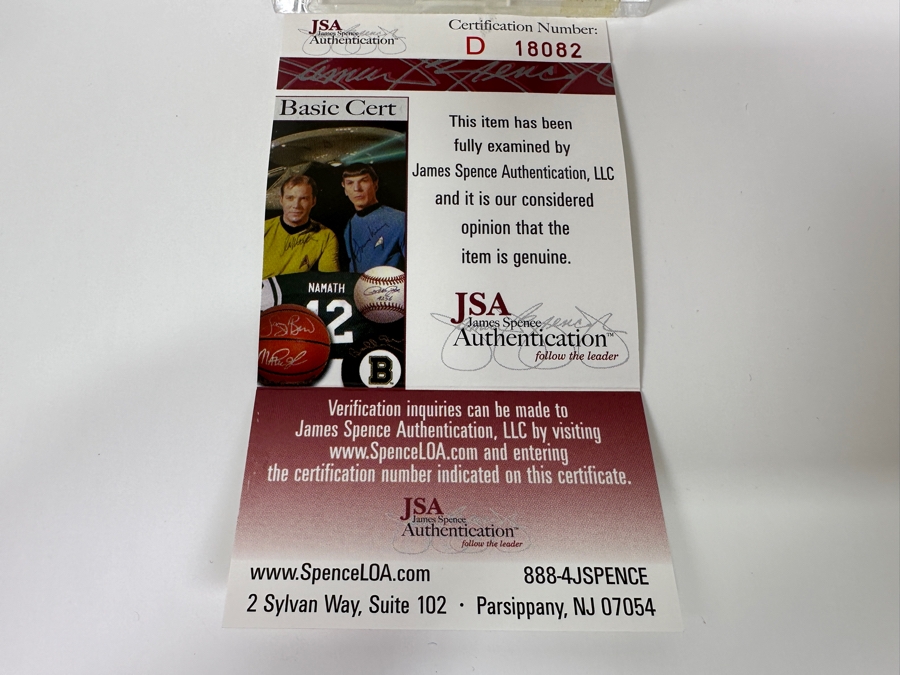 JSA
James Spence
Authentication™
Certification Number:
D 18082
Basic Cert
This item has been
fully examined by
James Spence Authentication, LLC
and it is our considered
opinion that the
item is genuine.
NAMATH
12
B
JSA
James Spence
Authentication™
follow the leader
Verification inquiries can be made to
James Spence Authentication, LLC by visiting
www.SpenceLOA.com and entering
the certification number indicated on this certificate.
JSA
James Spence
Authentication™
follow the leader
www.SpenceLOA.com
888-4JSPENCE
2 Sylvan Way, Suite 102 · Parsippany, NJ 07054